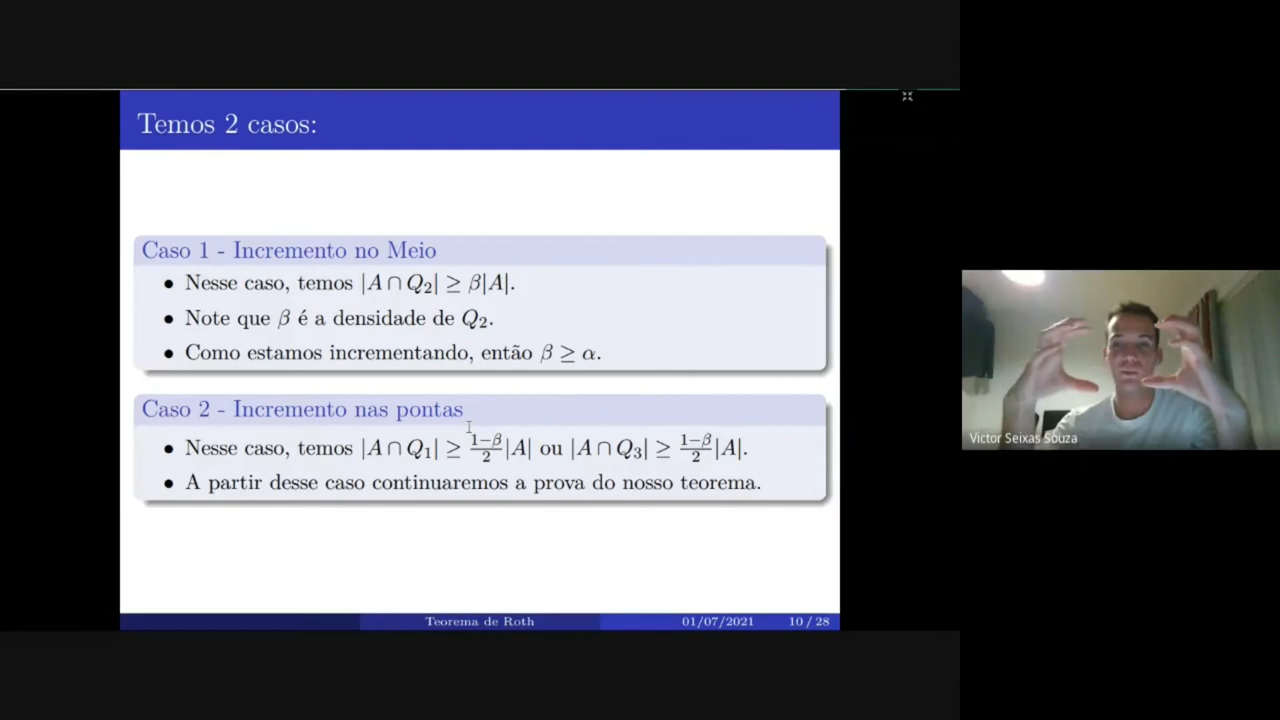 Temos 2 casos:
Caso 1 - Incremento no Meio
• Nesse caso, temos |A ∩ Q₂| ≥ β|A|.
• Note que β é a densidade de Q₂.
• Como estamos incrementando, então β ≥ α.
Caso 2 - Incremento nas pontas
• Nesse caso, temos |A ∩ Q₁| ≥ (1−β)/2 |A| ou |A ∩ Q₃| ≥ (1−β)/2 |A|.
• A partir desse caso continuaremos a prova do nosso teorema.
Teorema de Roth 01/07/2021 10 / 28
Victor Seixas Souza